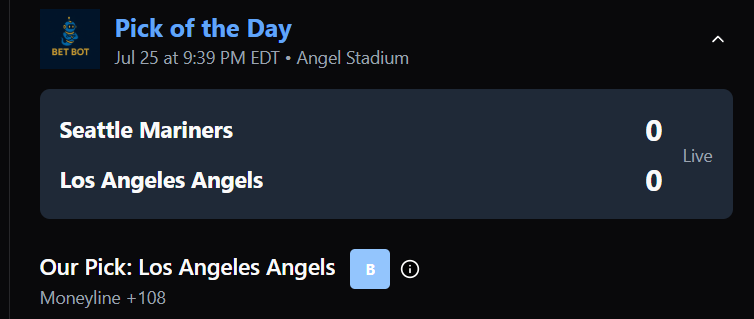 BET BOT
Pick of the Day
Jul 25 at 9:39 PM EDT • Angel Stadium
Seattle Mariners 0
Live
Los Angeles Angels 0
Our Pick: Los Angeles Angels B
Moneyline +108